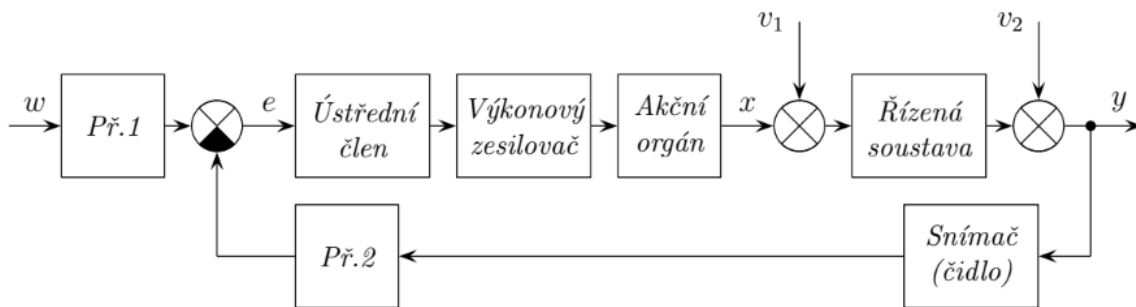 v₁
v₂
w
Př.1
e
Ústřední
člen
Výkonový
zesilovač
Akční
orgán
x
Řízená
soustava
y
Př.2
Snímač
(čidlo)